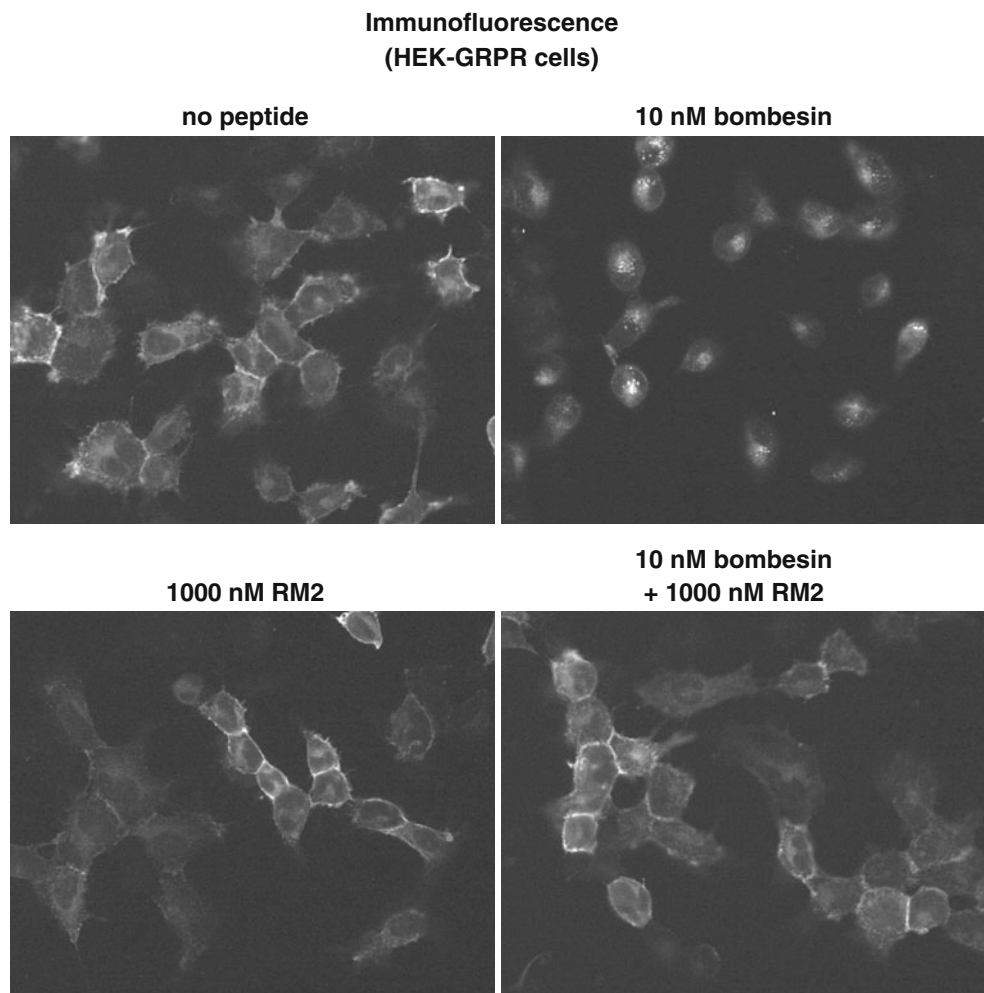 Immunofluorescence
(HEK-GRPR cells)
no peptide
10 nM bombesin
1000 nM RM2
10 nM bombesin
+ 1000 nM RM2